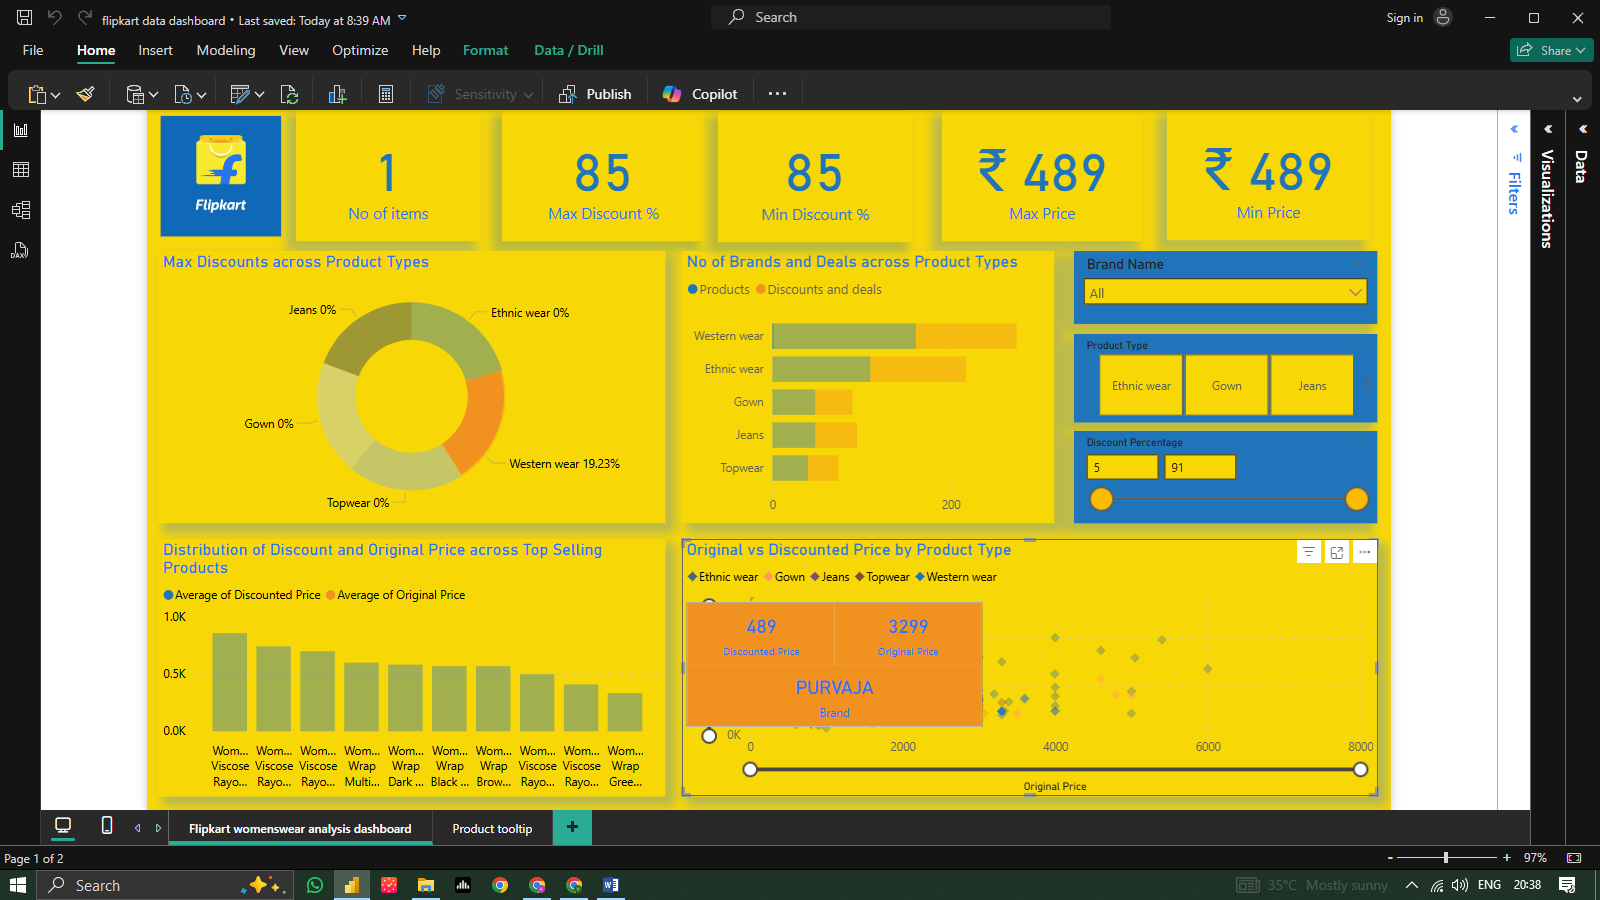 flipkart data dashboard • Last saved: Today at 8:39 AM
Search
Sign in
File
Home
Insert
Modeling
View
Optimize
Help
Format
Data / Drill
Share
Sensitivity
Publish
Copilot
Flipkart
1
No of items
85
Max Discount %
85
Min Discount %
₹ 489
Max Price
₹ 489
Min Price
Filters
Visualizations
Data
Max Discounts across Product Types
Jeans 0%
Ethnic wear 0%
Gown 0%
Western wear 19.23%
Topwear 0%
No of Brands and Deals across Product Types
Products
Discounts and deals
Western wear
Ethnic wear
Gown
Jeans
Topwear
0
200
Brand Name
All
Product Type
Ethnic wear
Gown
Jeans
Discount Percentage
5
91
Distribution of Discount and Original Price across Top Selling
Products
Average of Discounted Price
Average of Original Price
1.0K
0.5K
0.0K
Wom... Wom... Wom... Wom... Wom... Wom... Wom... Wom... Wom... Wom...
Viscose Viscose Viscose Wrap Wrap Wrap Wrap Viscose Viscose Wrap
Rayo... Rayo... Rayo... Multi... Dark ... Black ... Brow... Rayo... Rayo... Gree...
Original vs Discounted Price by Product Type
Ethnic wear
Gown
Jeans
Topwear
Western wear
489
Discounted Price
3299
Original Price
PURVAJA
Brand
0K
0
2000
4000
6000
8000
Original Price
Flipkart womenswear analysis dashboard
Product tooltip
+
Page 1 of 2
- + 97%
Search
35°C Mostly sunny
ENG
20:38